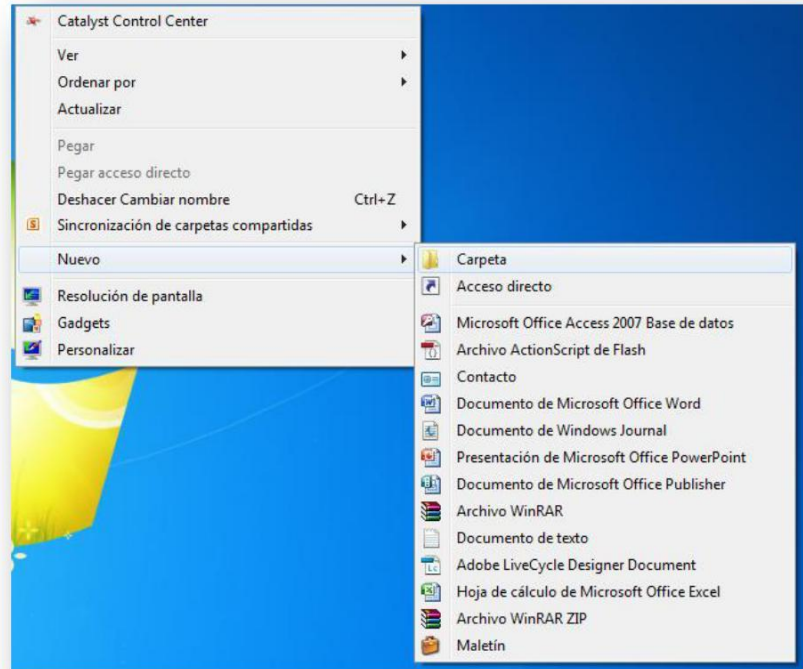 Catalyst Control Center
Ver
Ordenar por
Actualizar
Pegar
Pegar acceso directo
Deshacer Cambiar nombre Ctrl+Z
Sincronización de carpetas compartidas
Nuevo
Resolución de pantalla
Gadgets
Personalizar
Carpeta
Acceso directo
Microsoft Office Access 2007 Base de datos
Archivo ActionScript de Flash
Contacto
Documento de Microsoft Office Word
Documento de Windows Journal
Presentación de Microsoft Office PowerPoint
Documento de Microsoft Office Publisher
Archivo WinRAR
Documento de texto
Adobe LiveCycle Designer Document
Hoja de cálculo de Microsoft Office Excel
Archivo WinRAR ZIP
Maletín